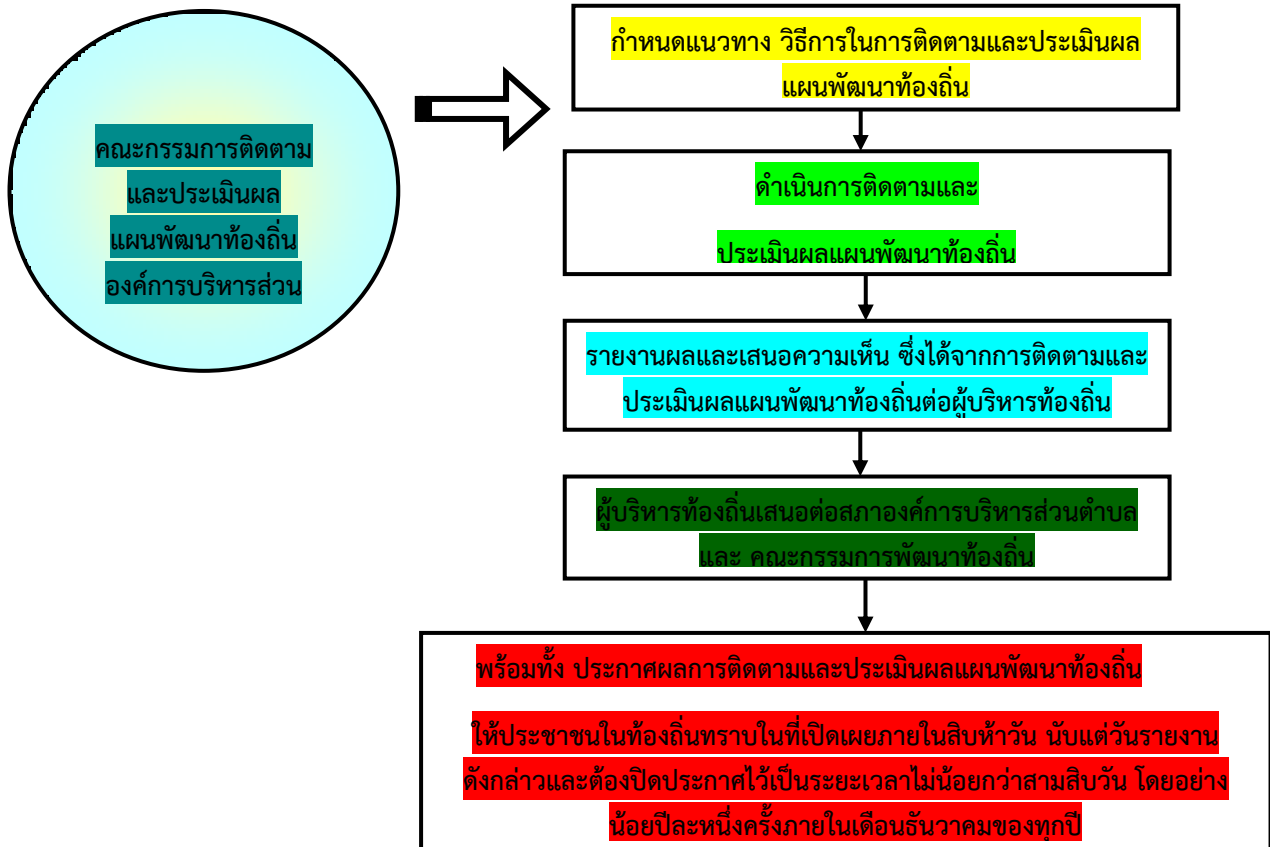 คณะกรรมการติดตาม
และประเมินผล
แผนพัฒนาท้องถิ่น
องค์การบริหารส่วน
กำหนดแนวทาง วิธีการในการติดตามและประเมินผล
แผนพัฒนาท้องถิ่น
ดำเนินการติดตามและ
ประเมินผลแผนพัฒนาท้องถิ่น
รายงานผลและเสนอความเห็น ซึ่งได้จากการติดตามและ
ประเมินผลแผนพัฒนาท้องถิ่นต่อผู้บริหารท้องถิ่น
ผู้บริหารท้องถิ่นเสนอต่อสภาองค์การบริหารส่วนตำบล
และ คณะกรรมการพัฒนาท้องถิ่น
พร้อมทั้ง ประกาศผลการติดตามและประเมินผลแผนพัฒนาท้องถิ่น
ให้ประชาชนในท้องถิ่นทราบในที่เปิดเผยภายในสิบห้าวัน นับแต่วันรายงาน
ดังกล่าวและต้องปิดประกาศไว้เป็นระยะเวลาไม่น้อยกว่าสามสิบวัน โดยอย่าง
น้อยปีละหนึ่งครั้งภายในเดือนธันวาคมของทุกปี